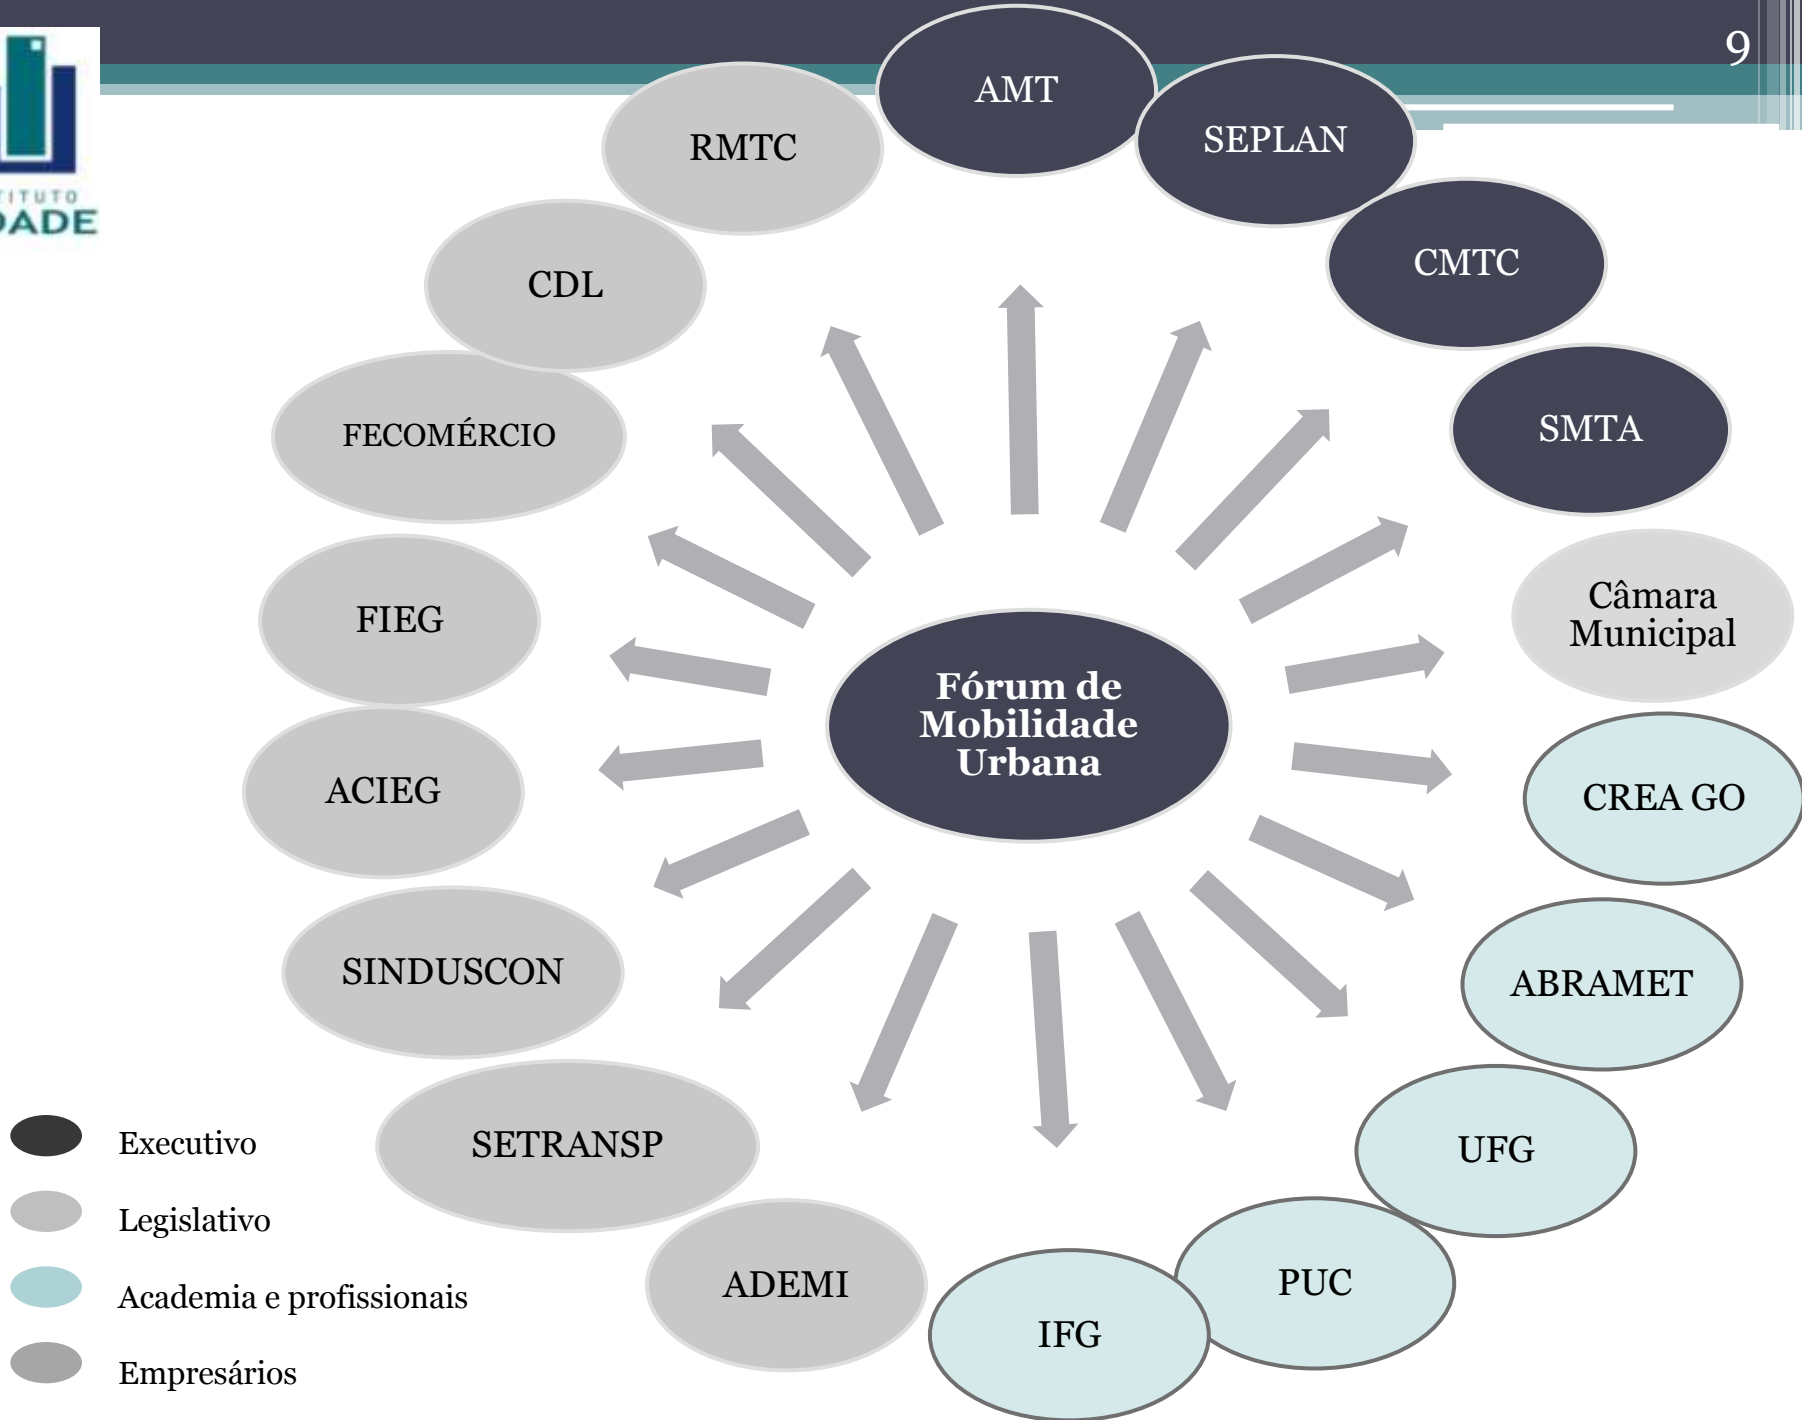 9
AMT
SEPLAN
CMTC
SMTA
Câmara
Municipal
CREA GO
ABRAMET
UFG
PUC
IFG
ADEMI
SETRANSP
SINDUSCON
ACIEG
FIEG
FECOMÉRCIO
CDL
RMTC
Fórum de
Mobilidade
Urbana
Executivo
Legislativo
Academia e profissionais
Empresários